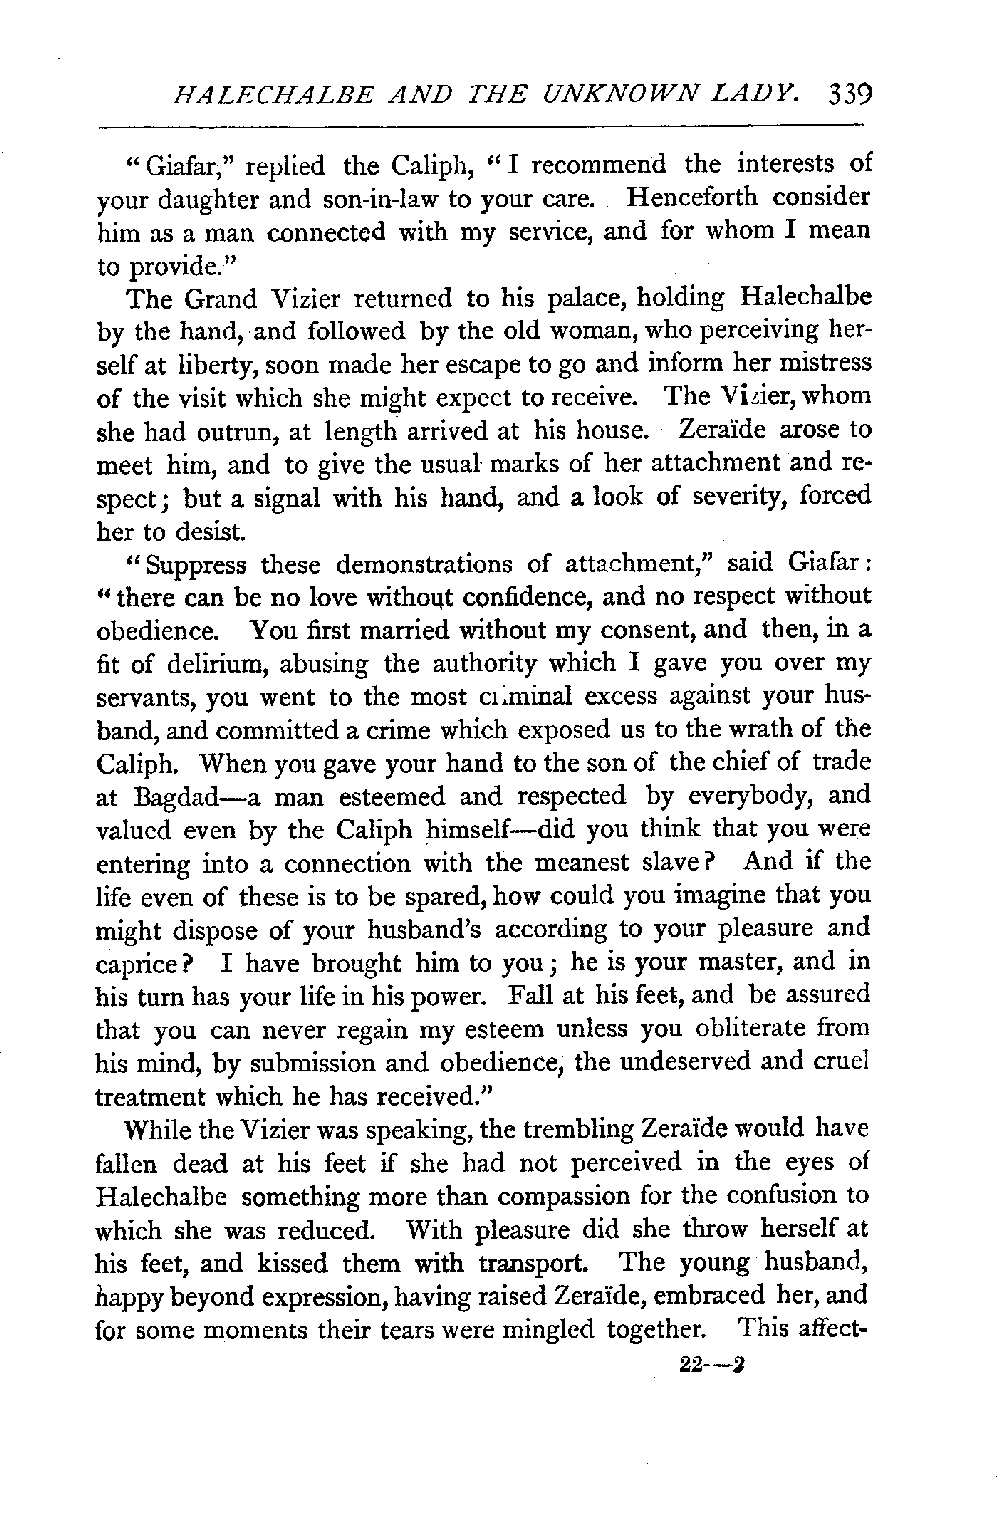 HALECHALBE AND THE UNKNOWN LADY. 339
"Giafar," replied the Caliph, "I recommend the interests of
your daughter and son-in-law to your care. Henceforth consider
him as a man connected with my service, and for whom I mean
to provide."
The Grand Vizier returned to his palace, holding Halechalbe
by the hand, and followed by the old woman, who perceiving her-
self at liberty, soon made her escape to go and inform her mistress
of the visit which she might expect to receive. The Vizier, whom
she had outrun, at length arrived at his house. Zeraïde arose to
meet him, and to give the usual marks of her attachment and re-
spect; but a signal with his hand, and a look of severity, forced
her to desist.
"Suppress these demonstrations of attachment," said Giafar:
"there can be no love without confidence, and no respect without
obedience. You first married without my consent, and then, in a
fit of delirium, abusing the authority which I gave you over my
servants, you went to the most criminal excess against your hus-
band, and committed a crime which exposed us to the wrath of the
Caliph. When you gave your hand to the son of the chief of trade
at Bagdad—a man esteemed and respected by everybody, and
valued even by the Caliph himself—did you think that you were
entering into a connection with the meanest slave? And if the
life even of these is to be spared, how could you imagine that you
might dispose of your husband's according to your pleasure and
caprice? I have brought him to you; he is your master, and in
his turn has your life in his power. Fall at his feet, and be assured
that you can never regain my esteem unless you obliterate from
his mind, by submission and obedience, the undeserved and cruel
treatment which he has received."
While the Vizier was speaking, the trembling Zeraïde would have
fallen dead at his feet if she had not perceived in the eyes of
Halechalbe something more than compassion for the confusion to
which she was reduced. With pleasure did she throw herself at
his feet, and kissed them with transport. The young husband,
happy beyond expression, having raised Zeraïde, embraced her, and
for some moments their tears were mingled together. This affect-
22—2